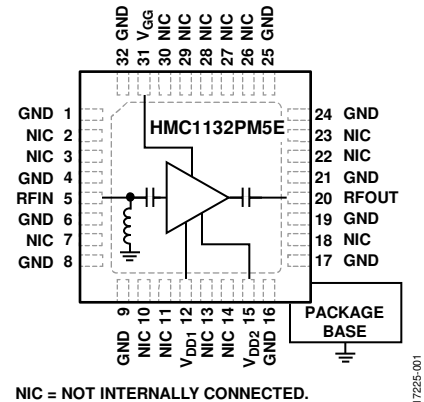 32 GND
31 VGG
30 NIC
29 NIC
28 NIC
27 NIC
26 NIC
25 GND
HMC1132PM5E
GND 1
NIC 2
NIC 3
GND 4
RFIN 5
GND 6
NIC 7
GND 8
24 GND
23 NIC
22 NIC
21 GND
20 RFOUT
19 GND
18 NIC
17 GND
GND 9
NIC 10
NIC 11
VDD1 12
NIC 13
NIC 14
VDD2 15
GND 16
PACKAGE
BASE
NIC = NOT INTERNALLY CONNECTED.
17225-001